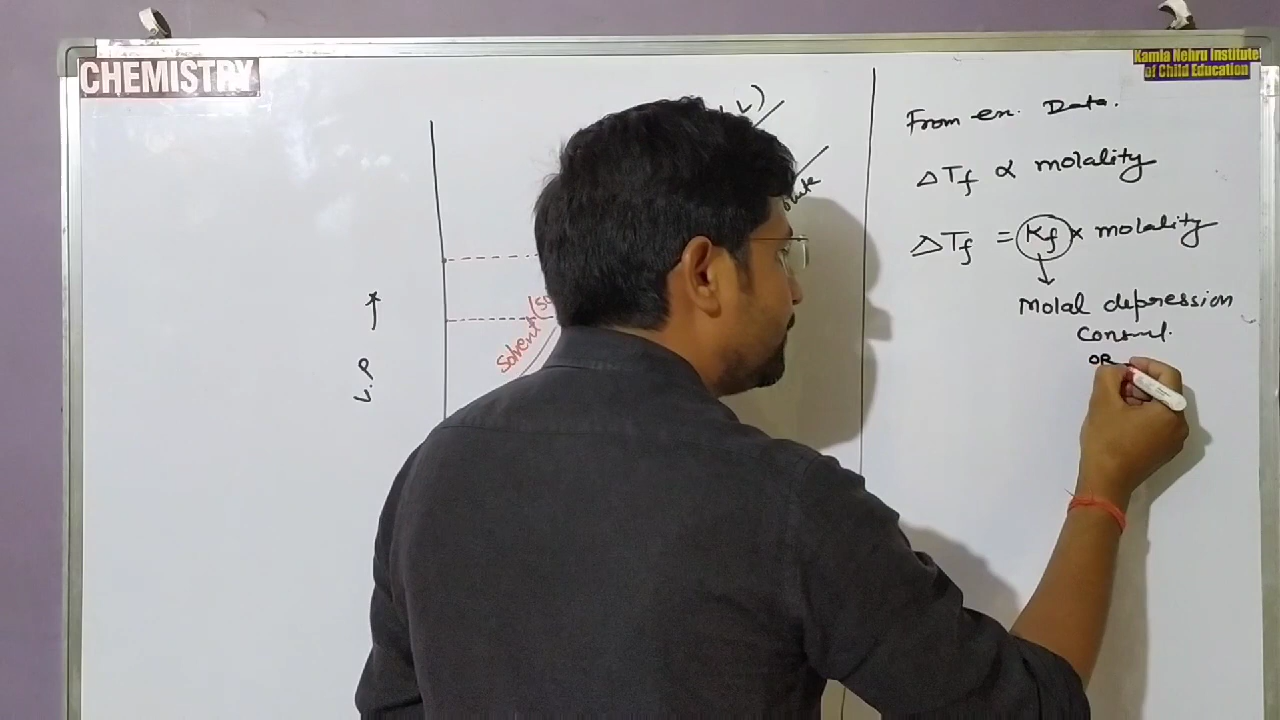 CHEMISTRY
Kamla Nehru Institute
of Child Education
V.P
Solvent (so
L)
From ex. Data.
ΔTf α molality
ΔTf = Kf × molality
Molal depression
OR